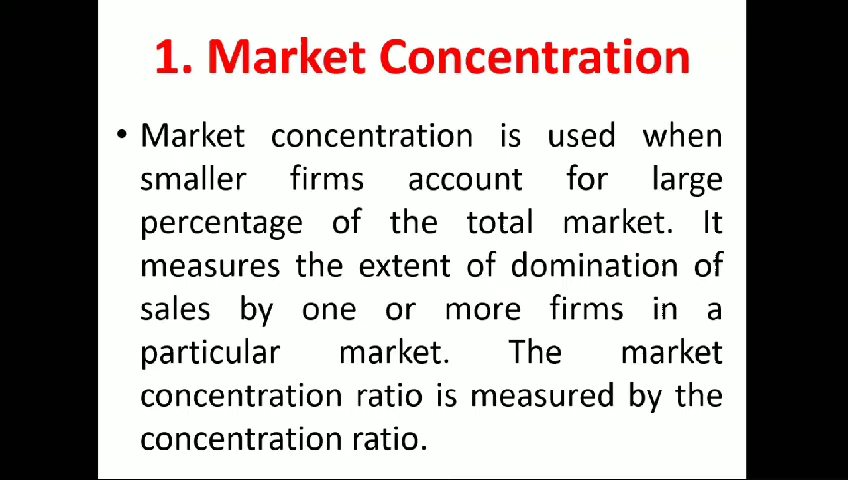 1. Market Concentration
• Market concentration is used when
smaller firms account for large
percentage of the total market. It
measures the extent of domination of
sales by one or more firms in a
particular market. The market
concentration ratio is measured by the
concentration ratio.